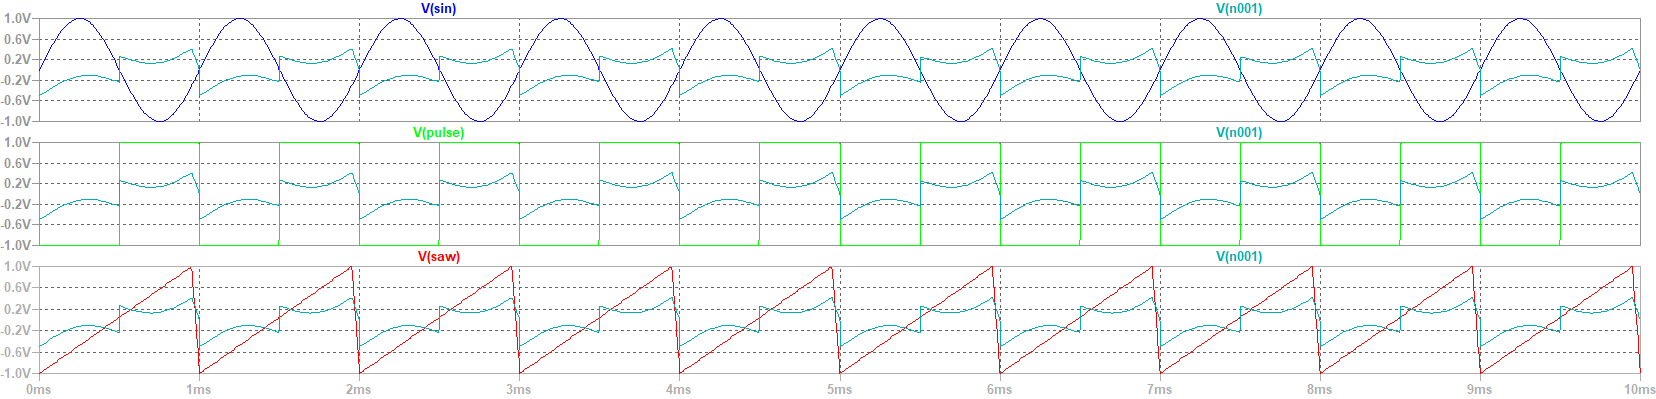 V(sin) V(n001)
1.0V
0.6V
0.2V
-0.2V
-0.6V
-1.0V
V(pulse) V(n001)
1.0V
0.6V
0.2V
-0.2V
-0.6V
-1.0V
V(saw) V(n001)
1.0V
0.6V
0.2V
-0.2V
-0.6V
-1.0V
0ms 1ms 2ms 3ms 4ms 5ms 6ms 7ms 8ms 9ms 10ms